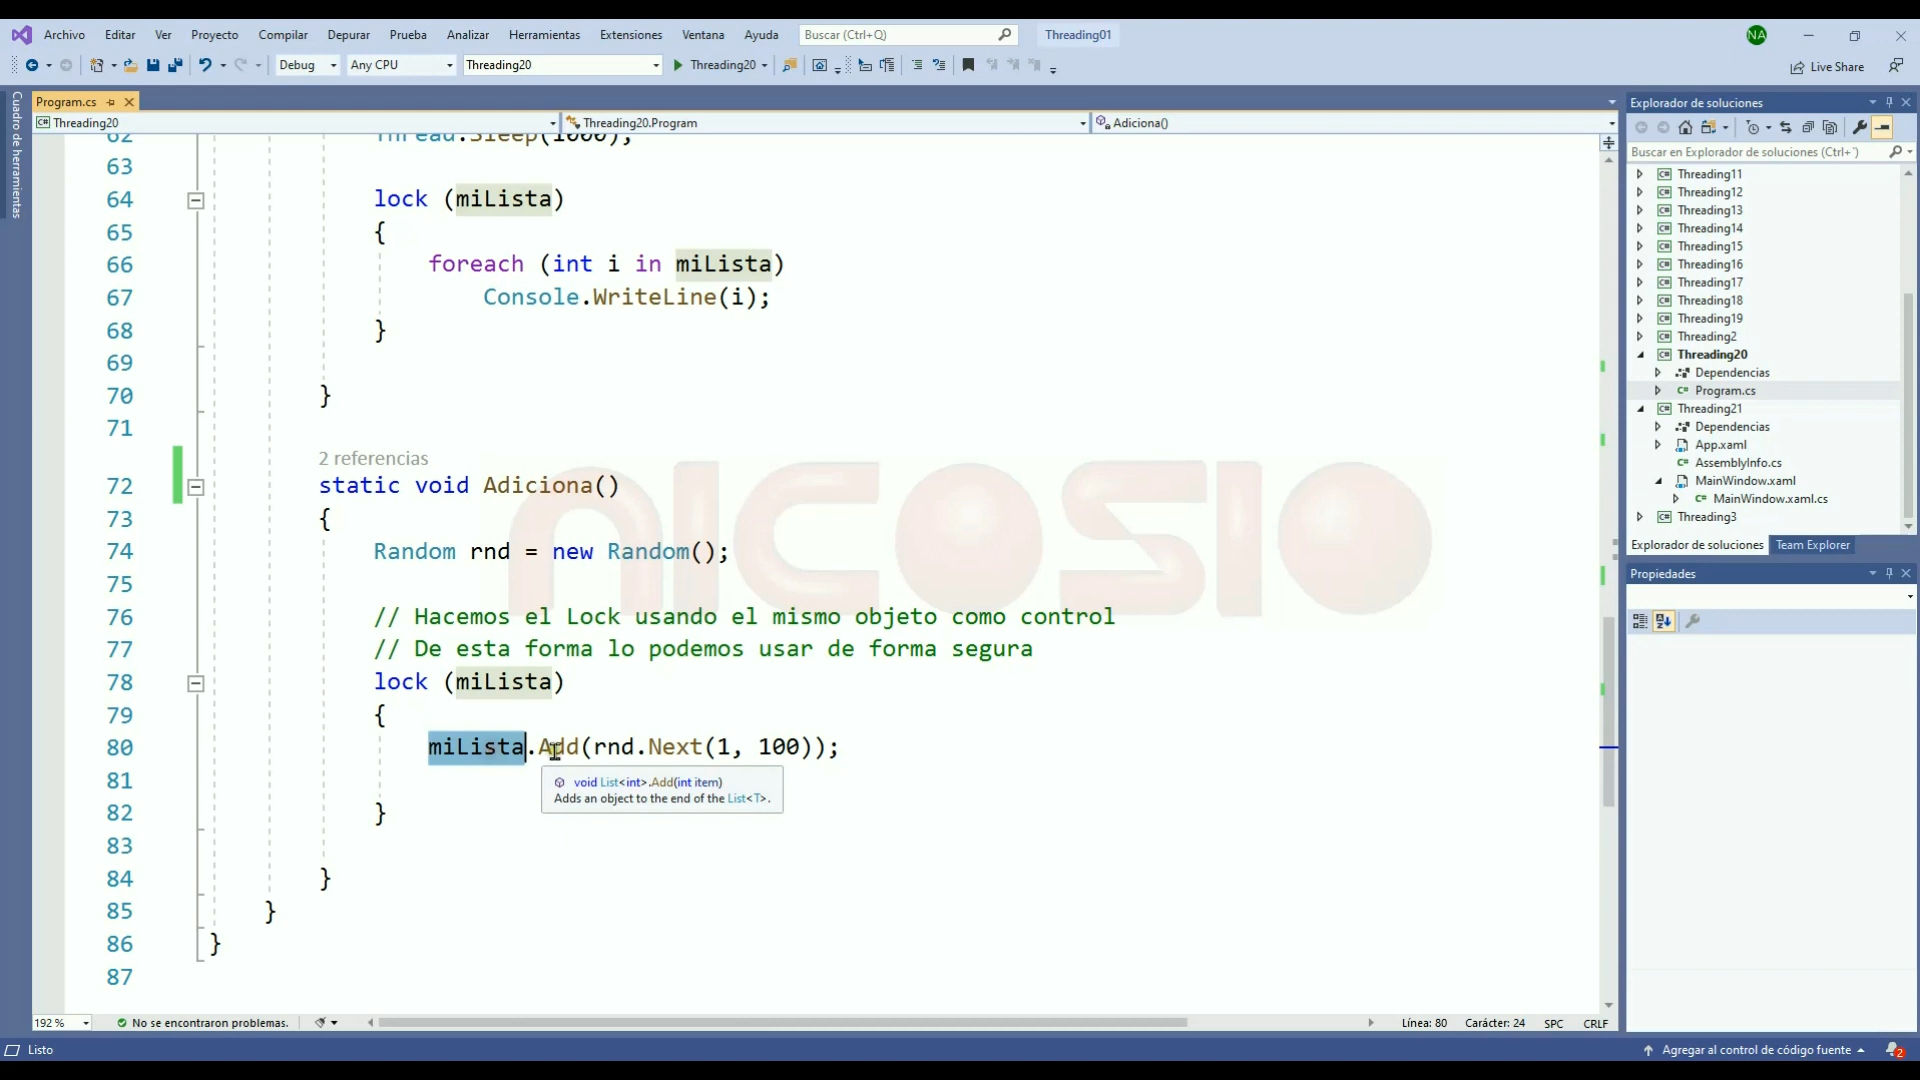 Archivo Editar Ver Proyecto Compilar Depurar Prueba Analizar Herramientas Extensiones Ventana Ayuda Buscar (Ctrl+Q) Threading01 NA
Debug Any CPU Threading20 Threading20 Live Share
Cuadro de herramientas
Program.cs
Threading20 Threading20.Program Adiciona()
62 Thread.Sleep(1000);
63
64 lock (miLista)
65 {
66 foreach (int i in miLista)
67 Console.WriteLine(i);
68 }
69
70 }
71
2 referencias
72 static void Adiciona()
73 {
74 Random rnd = new Random();
75
76 // Hacemos el Lock usando el mismo objeto como control
77 // De esta forma lo podemos usar de forma segura
78 lock (miLista)
79 {
80 miLista.Add(rnd.Next(1, 100));
void List<int>.Add(int item)
Adds an object to the end of the List<T>.
81
82 }
83
84 }
85 }
86 }
87
NICOSIO
192 % No se encontraron problemas. Línea: 80 Carácter: 24 SPC CRLF
Listo Agregar al control de código fuente 2
Explorador de soluciones
Buscar en Explorador de soluciones (Ctrl+`)
Threading11
Threading12
Threading13
Threading14
Threading15
Threading16
Threading17
Threading18
Threading19
Threading2
Threading20
Dependencias
Program.cs
Threading21
Dependencias
App.xaml
AssemblyInfo.cs
MainWindow.xaml
MainWindow.xaml.cs
Threading3
Explorador de soluciones Team Explorer
Propiedades